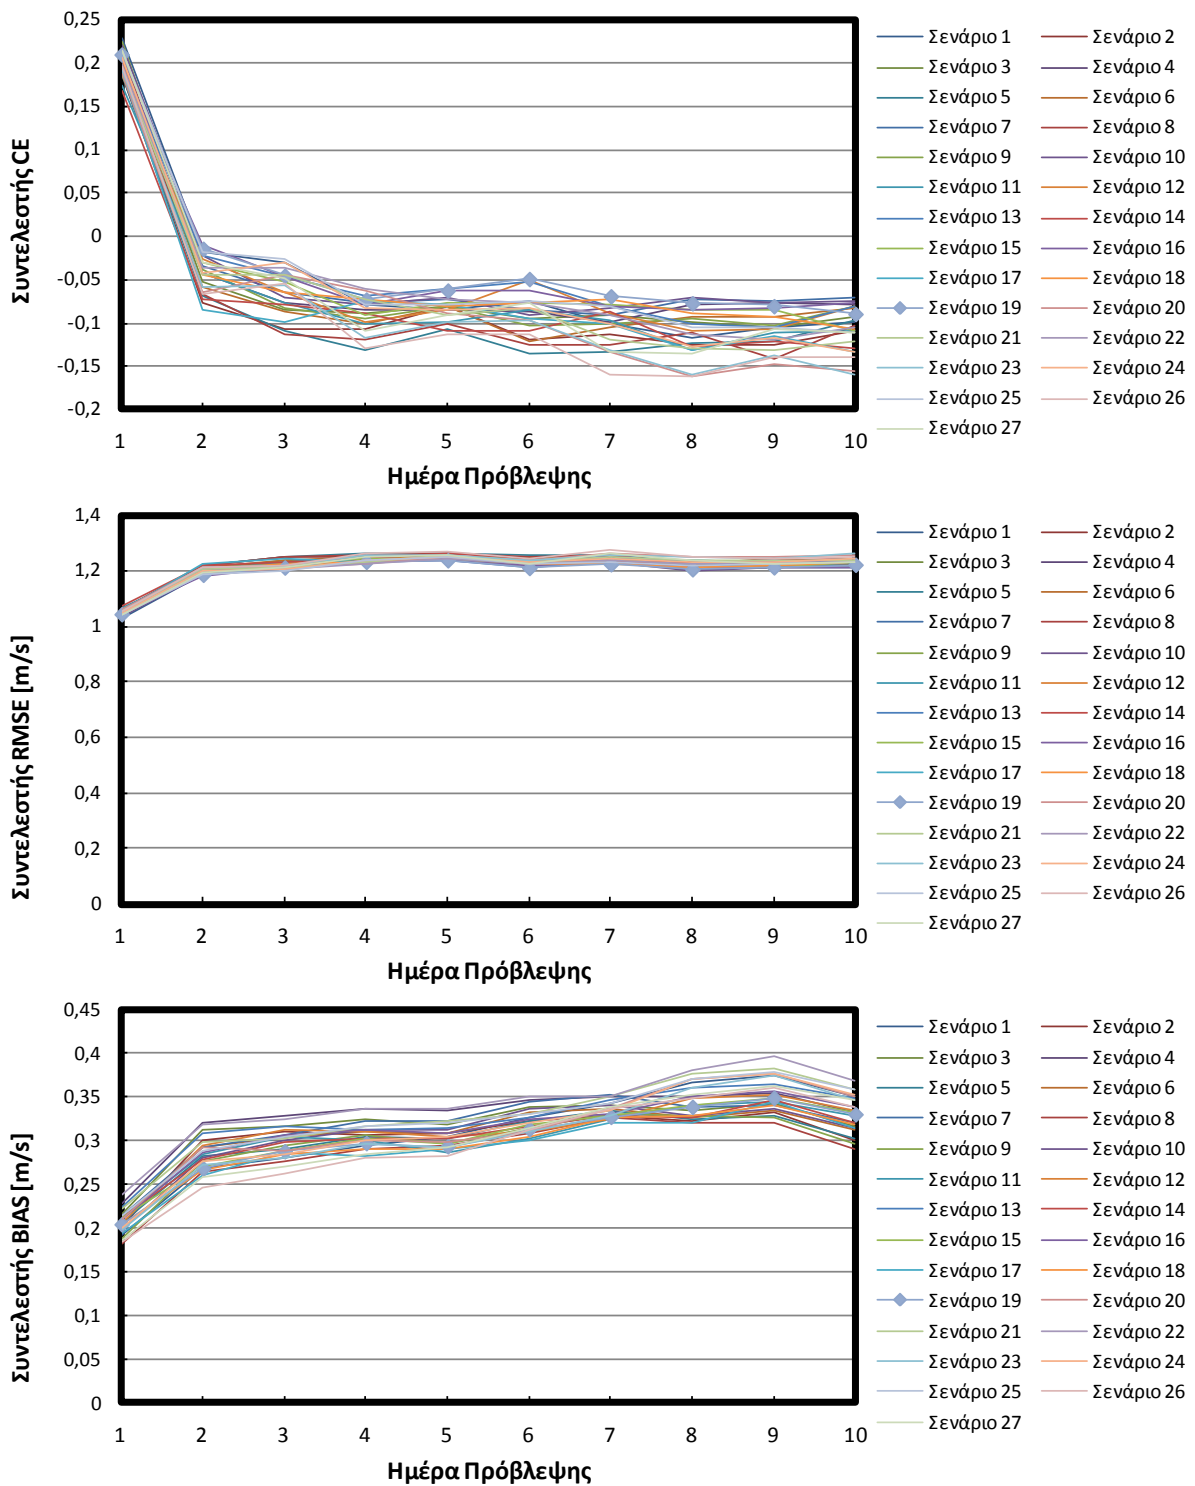 Συντελεστής CE
0,25
0,2
0,15
0,1
0,05
0
-0,05
-0,1
-0,15
-0,2
1 2 3 4 5 6 7 8 9 10
Ημέρα Πρόβλεψης
Σενάριο 1 Σενάριο 2
Σενάριο 3 Σενάριο 4
Σενάριο 5 Σενάριο 6
Σενάριο 7 Σενάριο 8
Σενάριο 9 Σενάριο 10
Σενάριο 11 Σενάριο 12
Σενάριο 13 Σενάριο 14
Σενάριο 15 Σενάριο 16
Σενάριο 17 Σενάριο 18
Σενάριο 19 Σενάριο 20
Σενάριο 21 Σενάριο 22
Σενάριο 23 Σενάριο 24
Σενάριο 25 Σενάριο 26
Σενάριο 27
Συντελεστής RMSE [m/s]
1,4
1,2
1
0,8
0,6
0,4
0,2
0
1 2 3 4 5 6 7 8 9 10
Ημέρα Πρόβλεψης
Σενάριο 1 Σενάριο 2
Σενάριο 3 Σενάριο 4
Σενάριο 5 Σενάριο 6
Σενάριο 7 Σενάριο 8
Σενάριο 9 Σενάριο 10
Σενάριο 11 Σενάριο 12
Σενάριο 13 Σενάριο 14
Σενάριο 15 Σενάριο 16
Σενάριο 17 Σενάριο 18
Σενάριο 19 Σενάριο 20
Σενάριο 21 Σενάριο 22
Σενάριο 23 Σενάριο 24
Σενάριο 25 Σενάριο 26
Σενάριο 27
Συντελεστής BIAS [m/s]
0,45
0,4
0,35
0,3
0,25
0,2
0,15
0,1
0,05
0
1 2 3 4 5 6 7 8 9 10
Ημέρα Πρόβλεψης
Σενάριο 1 Σενάριο 2
Σενάριο 3 Σενάριο 4
Σενάριο 5 Σενάριο 6
Σενάριο 7 Σενάριο 8
Σενάριο 9 Σενάριο 10
Σενάριο 11 Σενάριο 12
Σενάριο 13 Σενάριο 14
Σενάριο 15 Σενάριο 16
Σενάριο 17 Σενάριο 18
Σενάριο 19 Σενάριο 20
Σενάριο 21 Σενάριο 22
Σενάριο 23 Σενάριο 24
Σενάριο 25 Σενάριο 26
Σενάριο 27